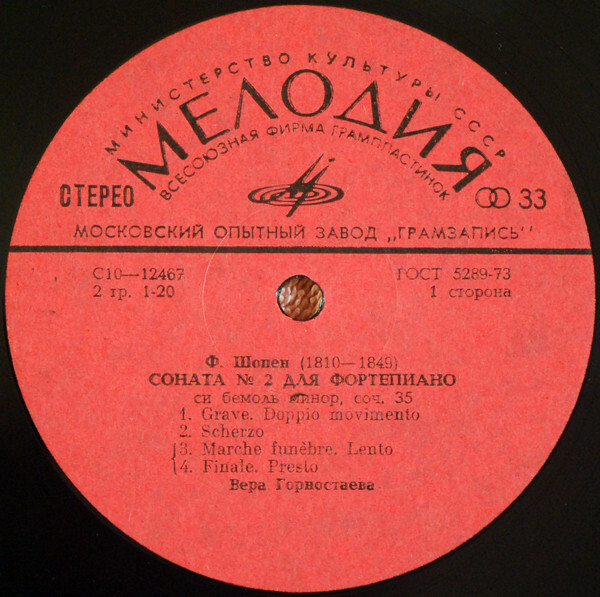 МИНИСТЕРСТВО КУЛЬТУРЫ СССР
МЕЛОДИЯ
ВСЕСОЮЗНАЯ ФИРМА ГРАМПЛАСТИНОК
СТЕРЕО
33
МОСКОВСКИЙ ОПЫТНЫЙ ЗАВОД „ГРАМЗАПИСЬ"
С10—12467
ГОСТ 5289-73
2 гр. 1-20
1 сторона
Ф. Шопен (1810—1849)
СОНАТА № 2 ДЛЯ ФОРТЕПИАНО
си бемоль минор, соч. 35
1. Grave. Doppio movimento
2. Scherzo
3. Marche funèbre. Lento
4. Finale. Presto
Вера Горностаева